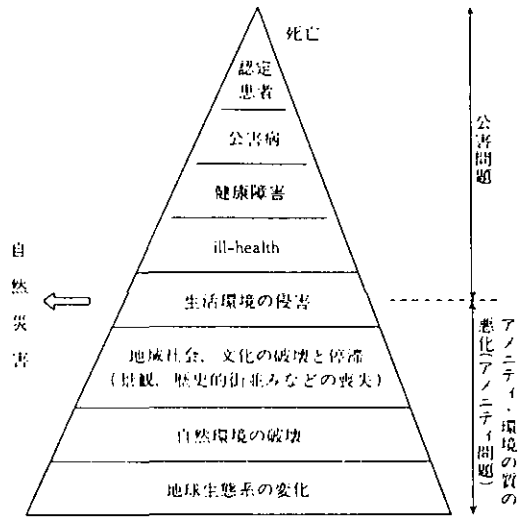 死亡
認定
患者
公害病
健康障害
ill-health
生活環境の侵害
地域社会、文化の破壊と停滞
(景観、歴史的街並みなどの喪失)
自然環境の破壊
地球生態系の変化
自然災害
公害問題
アメニティ・環境の質の
悪化(アメニティ問題)